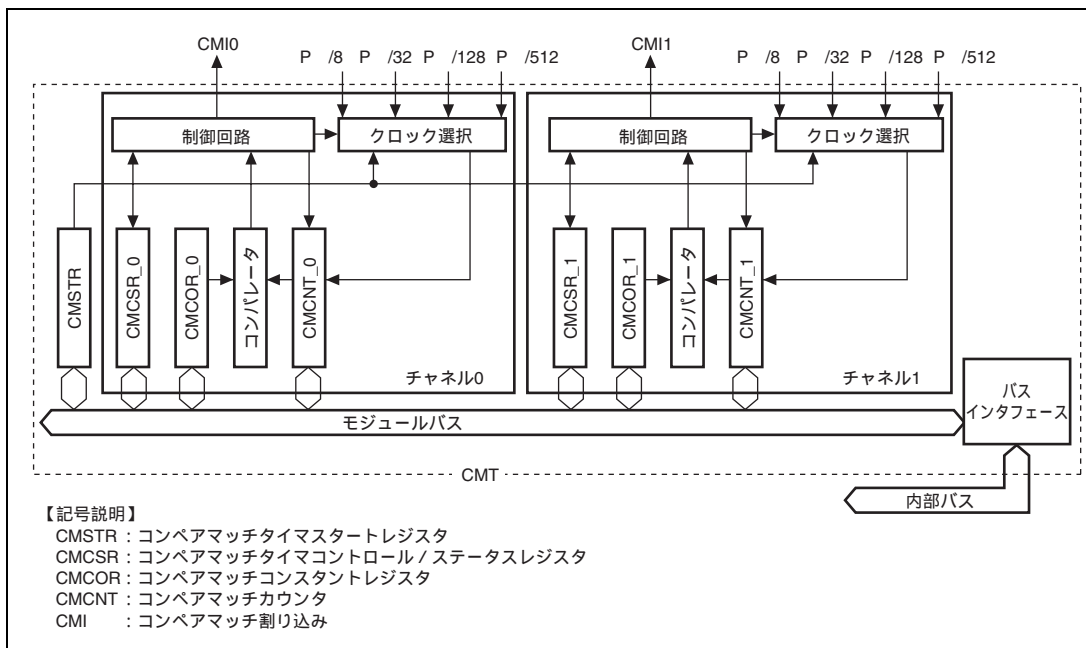 CMI0
P /8 P /32 P /128 P /512
CMI1
P /8 P /32 P /128 P /512
制御回路
クロック選択
制御回路
クロック選択
CMSTR
CMCSR_0
CMCOR_0
コンパレータ
CMCNT_0
CMCSR_1
CMCOR_1
コンパレータ
CMCNT_1
チャネル0
チャネル1
モジュールバス
バス
インタフェース
CMT
内部バス
【記号説明】
CMSTR : コンペアマッチタイマスタートレジスタ
CMCSR : コンペアマッチタイマコントロール / ステータスレジスタ
CMCOR : コンペアマッチコンスタントレジスタ
CMCNT : コンペアマッチカウンタ
CMI : コンペアマッチ割り込み